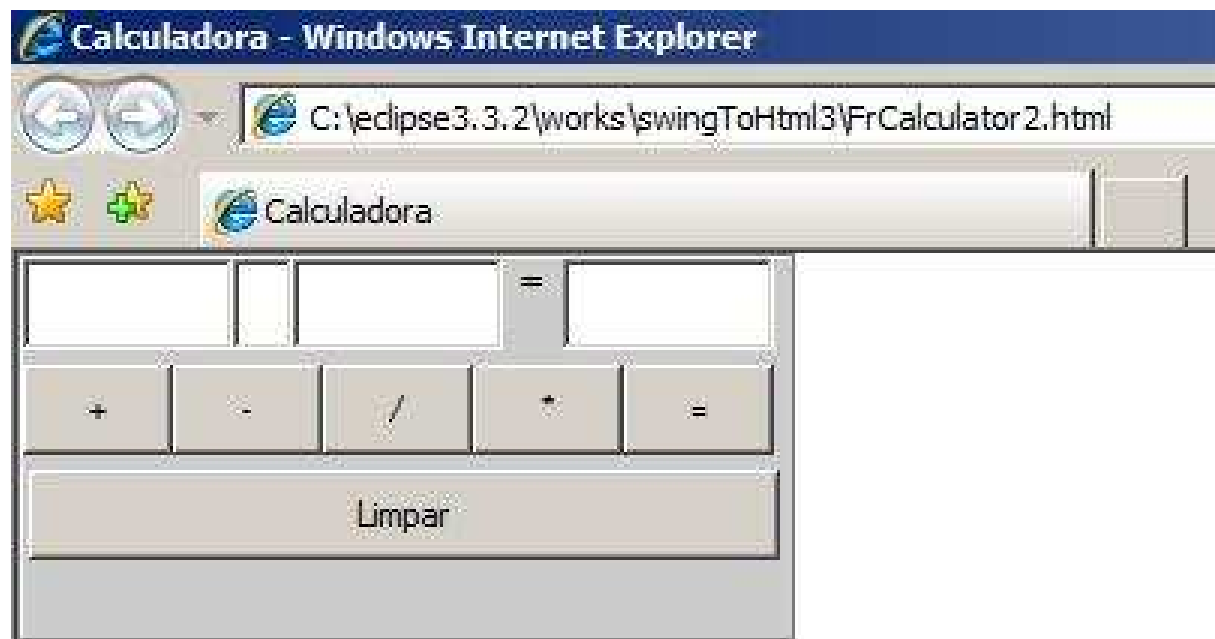 Calculadora - Windows Internet Explorer
C:\eclipse3.3.2\works\swingToHtml3\FrCalculator2.html
Calculadora
=
+ - / * =
Limpar